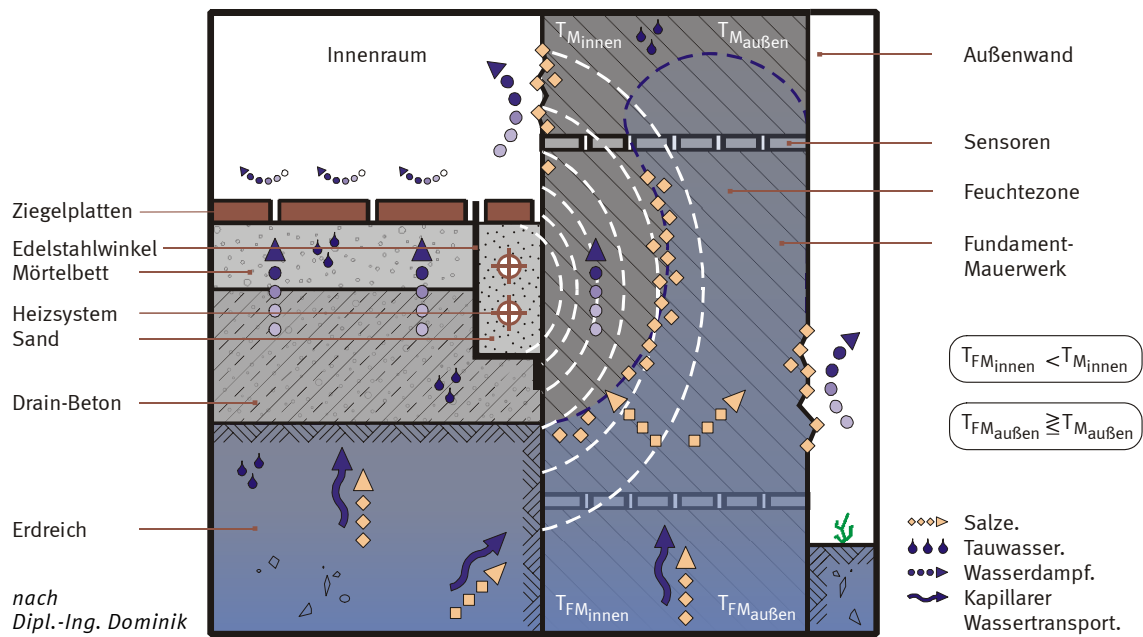 Innenraum
TMinnen
TMaußen
Außenwand
Sensoren
Feuchtezone
Fundament-
Mauerwerk
Ziegelplatten
Edelstahlwinkel
Mörtelbett
Heizsystem
Sand
Drain-Beton
Erdreich
nach
Dipl.-Ing. Dominik
TFMinnen
TFMaußen
TFMinnen < TMinnen
TFMaußen ⪌ TMaußen
Salze.
Tauwasser.
Wasserdampf.
Kapillarer
Wassertransport.